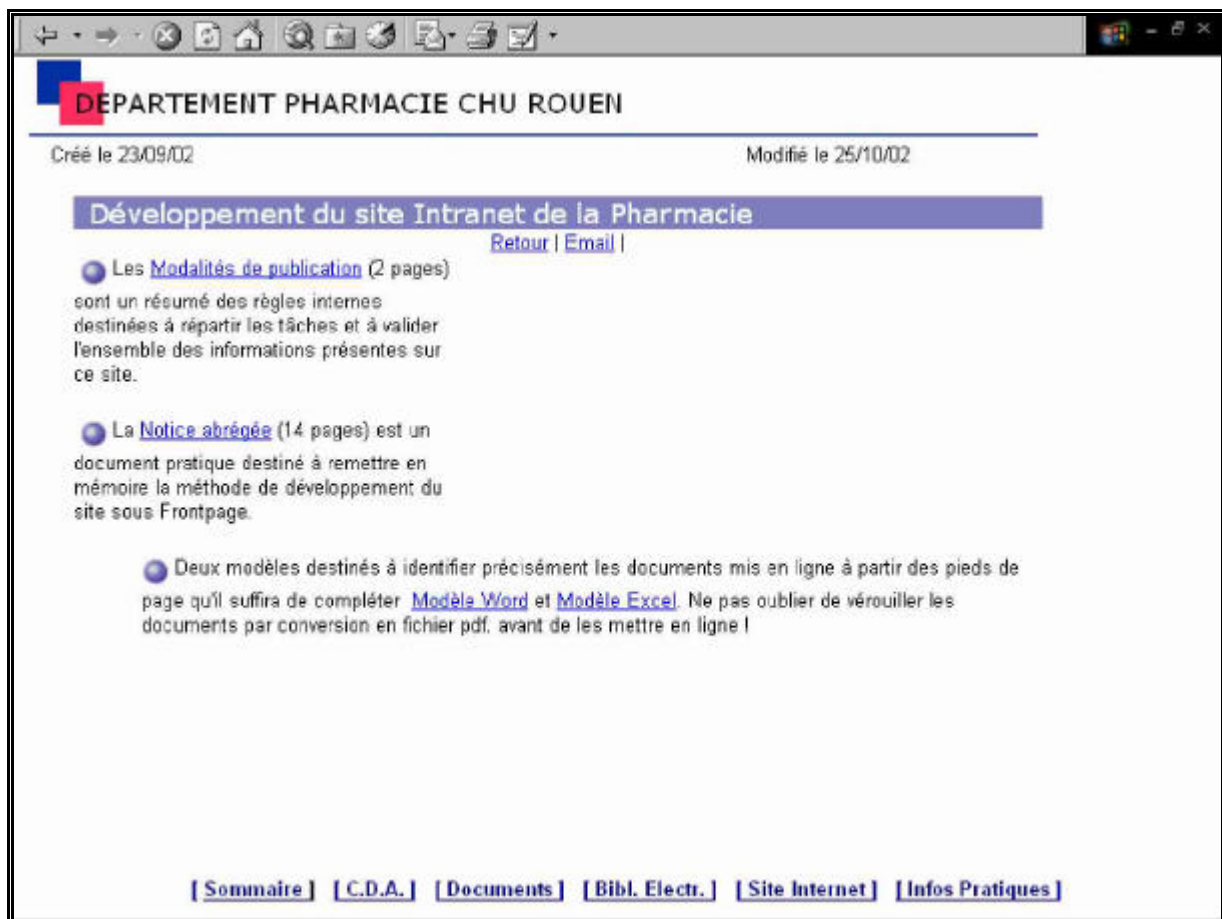 DEPARTEMENT PHARMACIE CHU ROUEN
Créé le 23/09/02 Modifié le 25/10/02
Développement du site Intranet de la Pharmacie
Retour | Email |
Les Modalités de publication (2 pages)
sont un résumé des règles internes
destinées à répartir les tâches et à valider
l'ensemble des informations présentes sur
ce site.
La Notice abrégée (14 pages) est un
document pratique destiné à remettre en
mémoire la méthode de développement du
site sous Frontpage.
Deux modèles destinés à identifier précisément les documents mis en ligne à partir des pieds de
page qu'il suffira de compléter Modèle Word et Modèle Excel. Ne pas oublier de vérouiller les
documents par conversion en fichier pdf, avant de les mettre en ligne !
[ Sommaire ] [ C.D.A. ] [ Documents ] [ Bibl. Electr. ] [ Site Internet ] [ Infos Pratiques ]